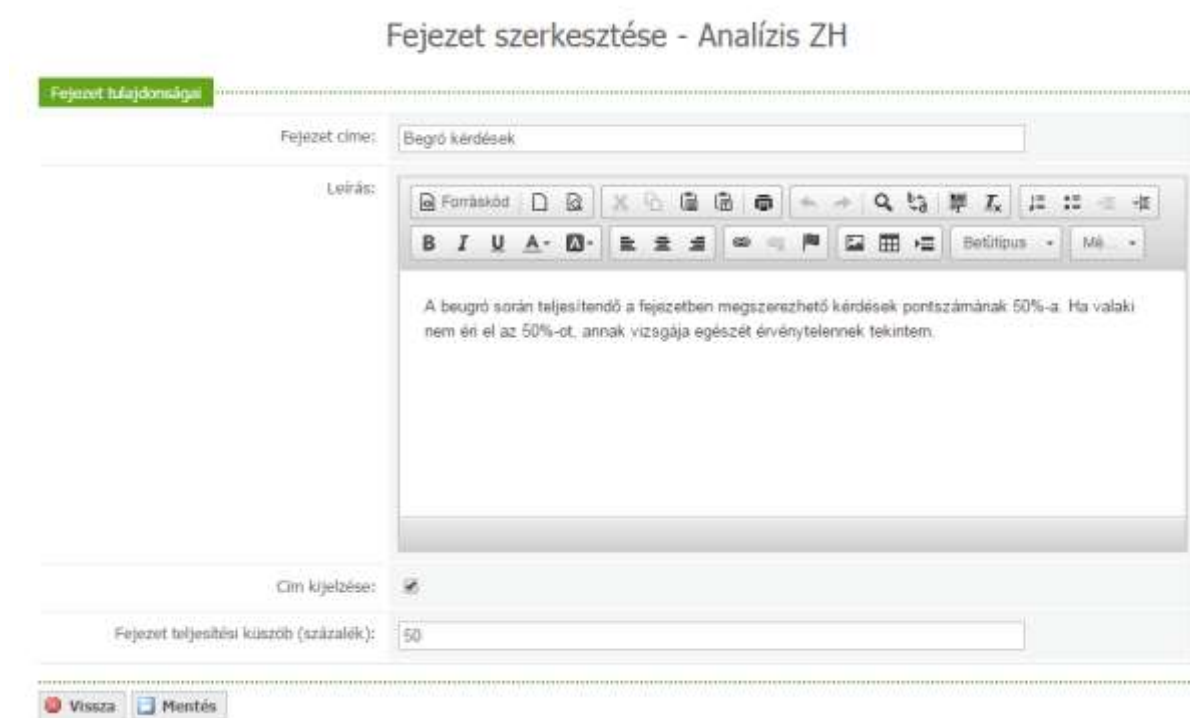 Fejezet szerkesztése - Analízis ZH
Fejezet tulajdonságai
Fejezet címe: Begró kérdések
Leírás:
Forráskód
B I U A A Betűtípus Mé...
A beugró során teljesítendő a fejezetben megszerezhető kérdések pontszámának 50%-a. Ha valaki
nem éri el az 50%-ot, annak vizsgája egészét érvénytelennek tekintem.
Cím kijelzése:
Fejezet teljesítési küszöb (százalék): 50
Vissza Mentés